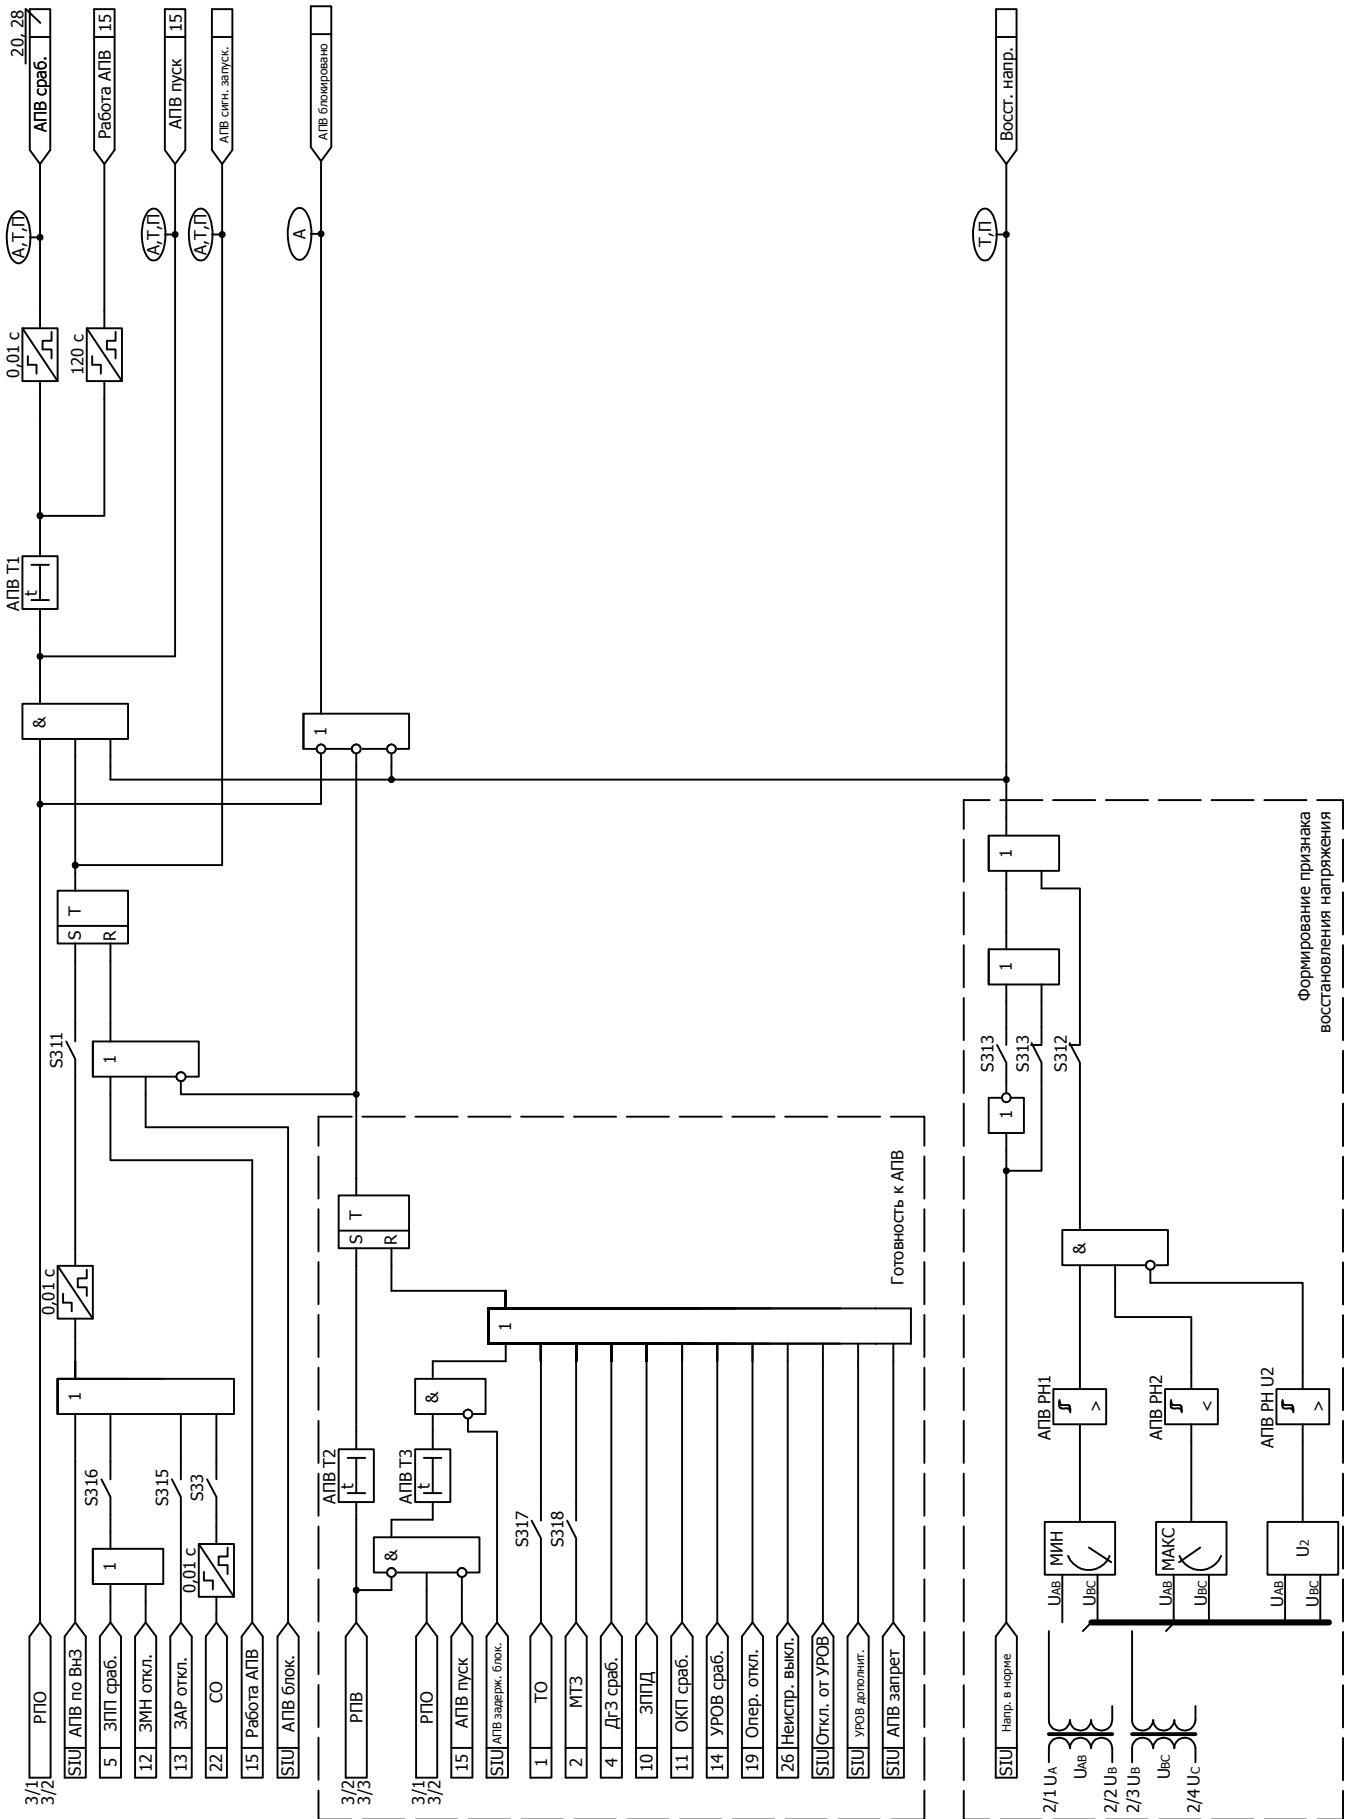 20, 28
АПВ сраб.
Работа АПВ 15
АПВ пуск 15
АПВ сигн. запуск.
АПВ блокировано
Восст. напр.
А,Т,П
А,Т,П
А,Т,П
А
Т,П
0,01 с
120 с
АПВ Т1
t
&
1
S T
R
S311
1
0,01 с
1
S316
S315
S33
1
0,01 с
3/1
3/2
РПО
SIU АПВ по ВнЗ
5 ЗПП сраб.
12 ЗМН откл.
13 ЗАР откл.
22 СО
15 Работа АПВ
SIU АПВ блок.
Готовность к АПВ
S T
R
1
&
АПВ Т2
t
АПВ Т3
t
&
S317
S318
3/2
3/3
РПВ
3/1
3/2
РПО
15 АПВ пуск
SIU АПВ задерж. блок.
1 ТО
2 МТЗ
4 ДгЗ сраб.
10 ЗППД
11 ОКП сраб.
14 УРОВ сраб.
19 Опер. откл.
26 Неиспр. выкл.
SIU Откл. от УРОВ
SIU УРОВ дополнит.
SIU АПВ запрет
Формирование признака
восстановления напряжения
1
1
S313
S313
S312
1
&
АПВ РН1
>
АПВ РН2
<
АПВ РН U2
>
МИН
МАКС
U2
UAB
UBC
UAB
UBC
UAB
UBC
SIU Напр. в норме
2/1 UA
UAB
2/2 UB
2/3 UB
UBC
2/4 UC